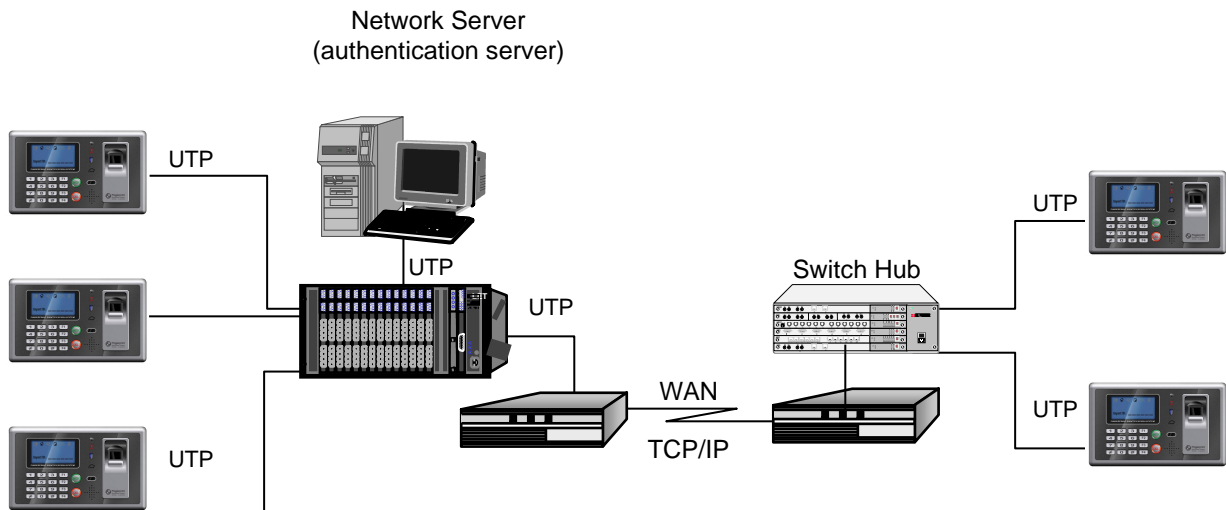 Network Server
(authentication server)
UTP
UTP
UTP
UTP
Switch Hub
UTP
WAN
TCP/IP
UTP
UTP